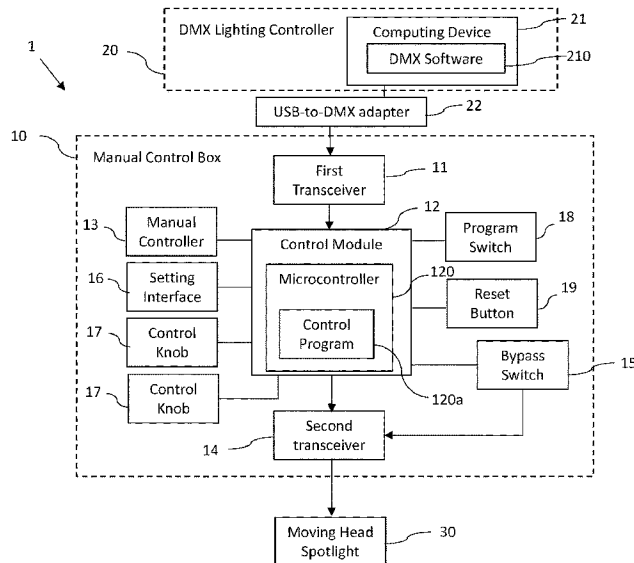 DMX Lighting Controller
Computing Device
21
DMX Software
210
1
20
USB-to-DMX adapter
22
10
Manual Control Box
First
Transceiver
11
12
13
Manual
Controller
Control Module
Program
Switch
18
16
Setting
Interface
Microcontroller
120
Reset
Button
19
17
Control
Knob
Control
Program
Bypass
Switch
15
17
Control
Knob
120a
14
Second
transceiver
Moving Head
Spotlight
30